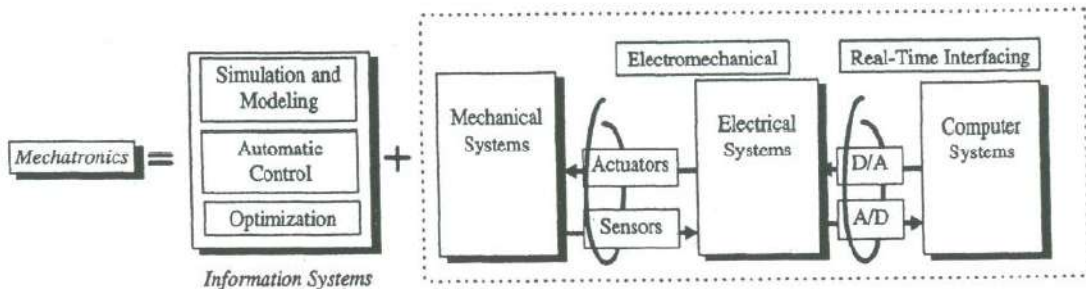 Mechatronics
=
Simulation and
Modeling
Automatic
Control
Optimization
Information Systems
+
Electromechanical
Real-Time Interfacing
Mechanical
Systems
Actuators
Sensors
Electrical
Systems
D/A
A/D
Computer
Systems